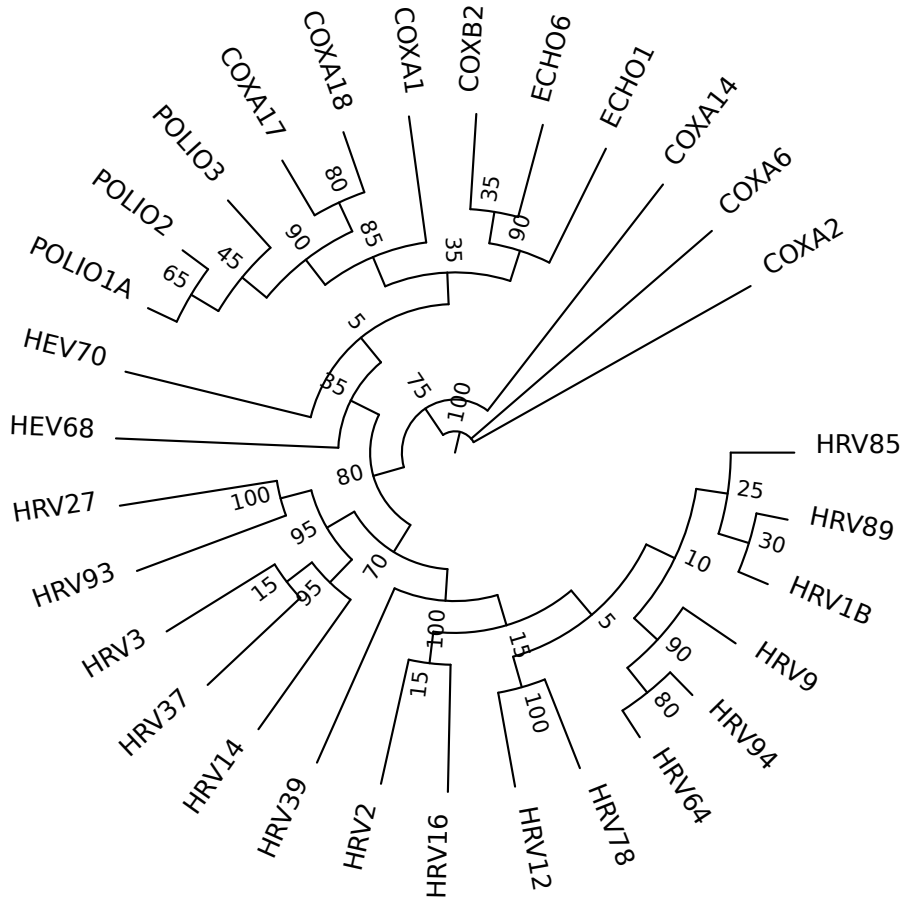 COXA18
COXA1
COXB2
ECHO6
ECHO1
COXA17
COXA14
POLIO3
COXA6
POLIO2
COXA2
POLIO1A
80
35
90
85
90
35
45
65
5
HEV70
35
75
100
HEV68
80
HRV85
HRV27
100
25
HRV89
95
30
HRV93
70
10
HRV1B
15
95
5
100
15
90
HRV3
HRV9
15
80
HRV37
100
HRV94
HRV14
HRV64
HRV39
HRV2
HRV16
HRV12
HRV78